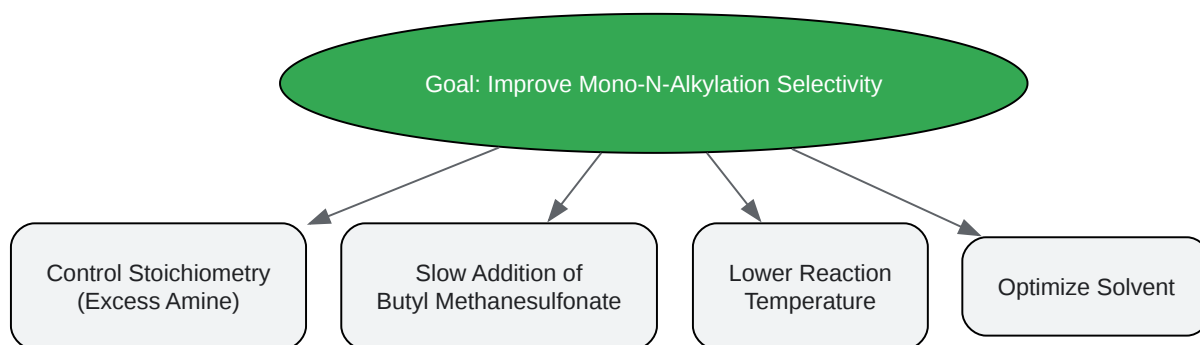 Goal: Improve Mono-N-Alkylation Selectivity
Control Stoichiometry
(Excess Amine)
Slow Addition of
Butyl Methanesulfonate
Lower Reaction
Temperature
Optimize Solvent